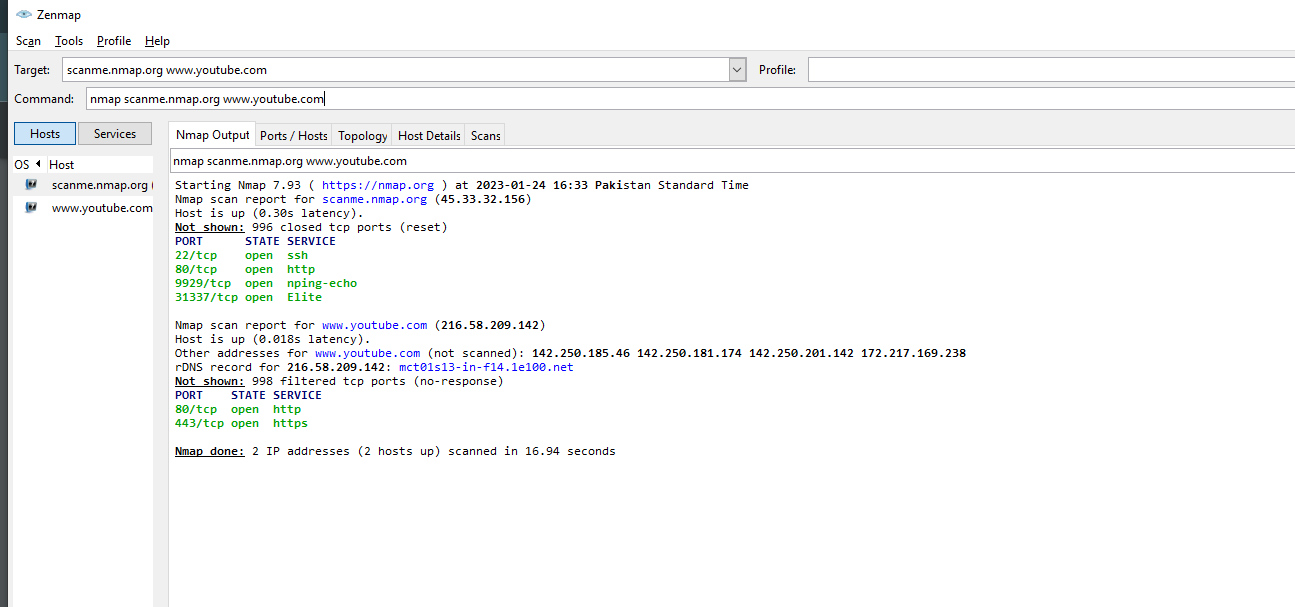 Zenmap
Scan Tools Profile Help
Target: scanme.nmap.org www.youtube.com Profile:
Command: nmap scanme.nmap.org www.youtube.com
Hosts Services Nmap Output Ports / Hosts Topology Host Details Scans
OS Host nmap scanme.nmap.org www.youtube.com
scanme.nmap.org (
www.youtube.com
Starting Nmap 7.93 ( https://nmap.org ) at 2023-01-24 16:33 Pakistan Standard Time
Nmap scan report for scanme.nmap.org (45.33.32.156)
Host is up (0.30s latency).
Not shown: 996 closed tcp ports (reset)
PORT STATE SERVICE
22/tcp open ssh
80/tcp open http
9929/tcp open nping-echo
31337/tcp open Elite
Nmap scan report for www.youtube.com (216.58.209.142)
Host is up (0.018s latency).
Other addresses for www.youtube.com (not scanned): 142.250.185.46 142.250.181.174 142.250.201.142 172.217.169.238
rDNS record for 216.58.209.142: mct01s13-in-f14.1e100.net
Not shown: 998 filtered tcp ports (no-response)
PORT STATE SERVICE
80/tcp open http
443/tcp open https
Nmap done: 2 IP addresses (2 hosts up) scanned in 16.94 seconds